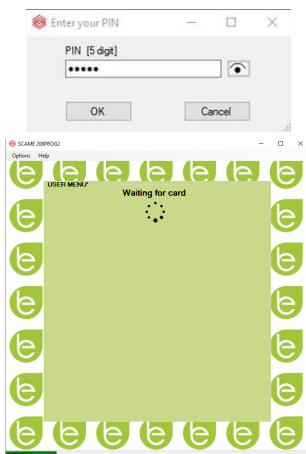 Enter your PIN
PIN [5 digit]
•••••
OK Cancel
SCAME 208PROG2
Options Help
USER MENU'
Waiting for card